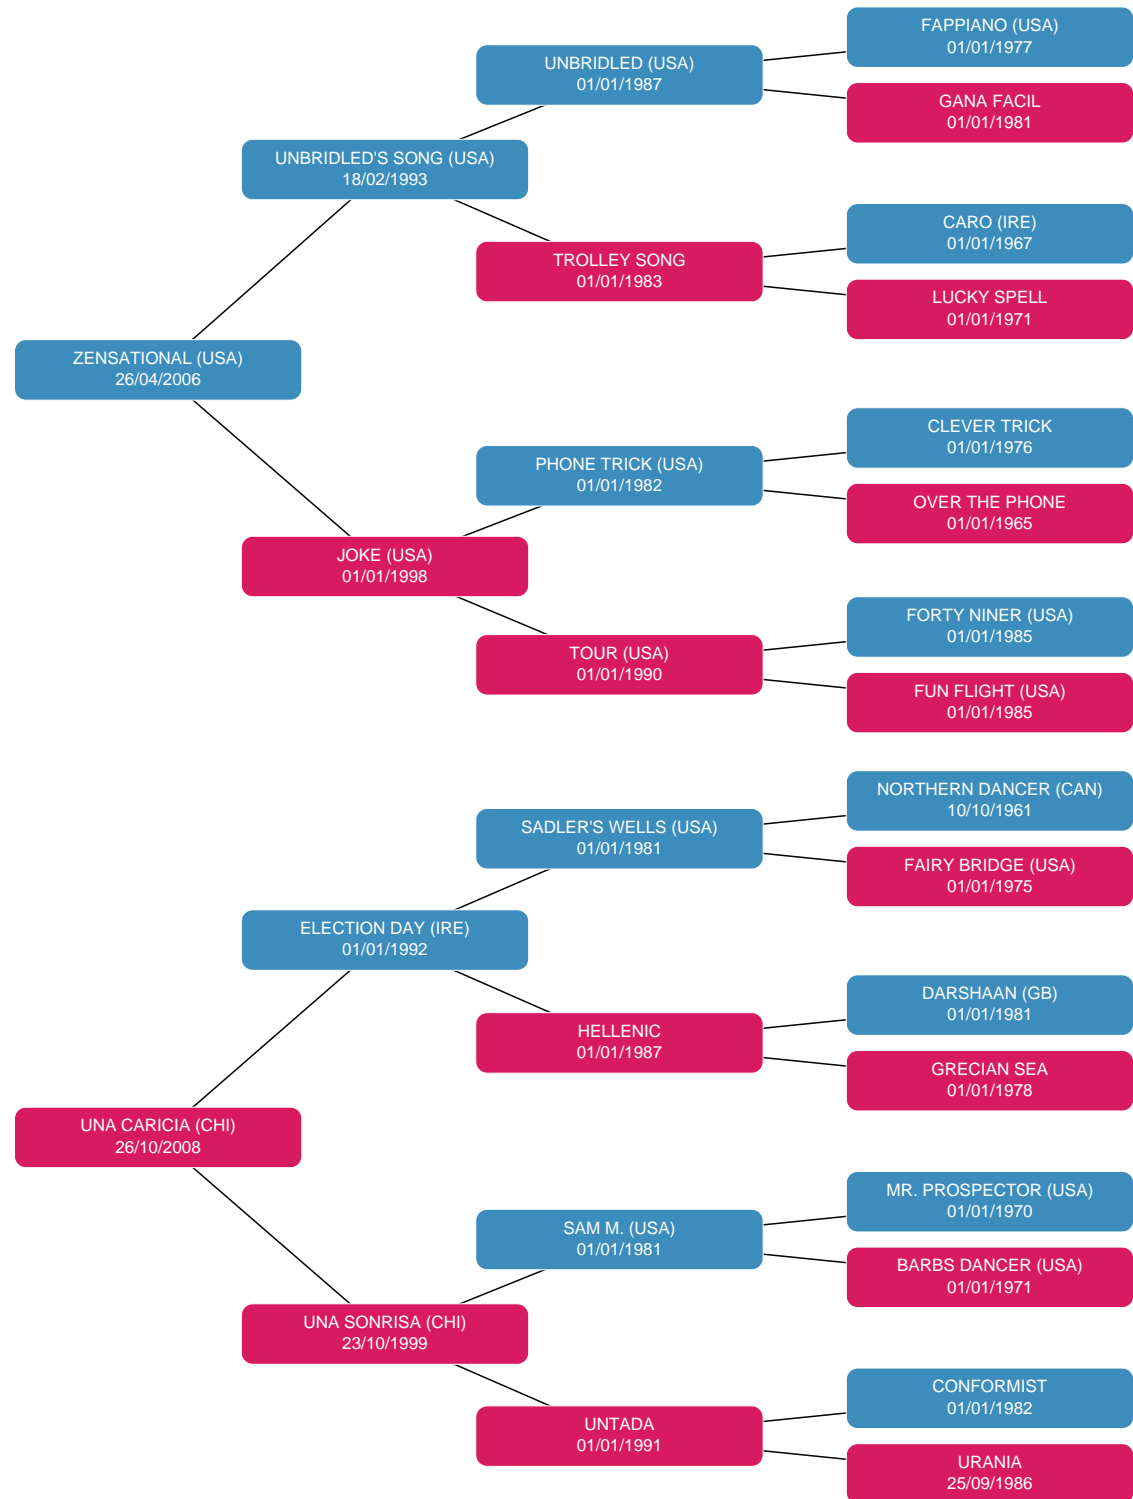 FAPPIANO (USA)
01/01/1977
UNBRIDLED (USA)
01/01/1987
GANA FACIL
01/01/1981
UNBRIDLED'S SONG (USA)
18/02/1993
CARO (IRE)
01/01/1967
TROLLEY SONG
01/01/1983
LUCKY SPELL
01/01/1971
ZENSATIONAL (USA)
26/04/2006
CLEVER TRICK
01/01/1976
PHONE TRICK (USA)
01/01/1982
OVER THE PHONE
01/01/1965
JOKE (USA)
01/01/1998
FORTY NINER (USA)
01/01/1985
TOUR (USA)
01/01/1990
FUN FLIGHT (USA)
01/01/1985
NORTHERN DANCER (CAN)
10/10/1961
SADLER'S WELLS (USA)
01/01/1981
FAIRY BRIDGE (USA)
01/01/1975
ELECTION DAY (IRE)
01/01/1992
DARSHAAN (GB)
01/01/1981
HELLENIC
01/01/1987
GRECIAN SEA
01/01/1978
UNA CARICIA (CHI)
26/10/2008
MR. PROSPECTOR (USA)
01/01/1970
SAM M. (USA)
01/01/1981
BARBS DANCER (USA)
01/01/1971
UNA SONRISA (CHI)
23/10/1999
CONFORMIST
01/01/1982
UNTADA
01/01/1991
URANIA
25/09/1986